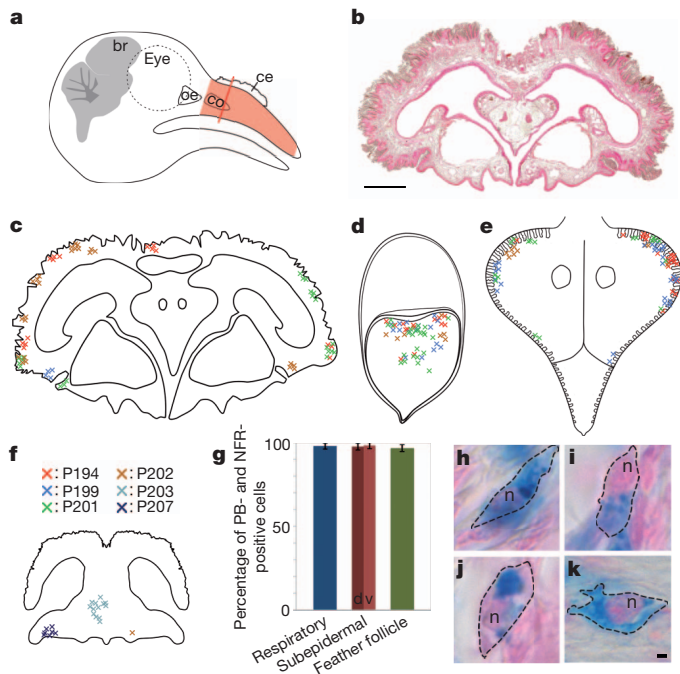 a
br
Eye
oe
co
ce
b
c
d
e
f
×: P194
×: P202
×: P199
×: P203
×: P201
×: P207
g
Percentage of PB- and NFR-
positive cells
100
50
0
d v
Respiratory
Subepidermal
Feather follicle
h
n
i
n
j
n
k
n